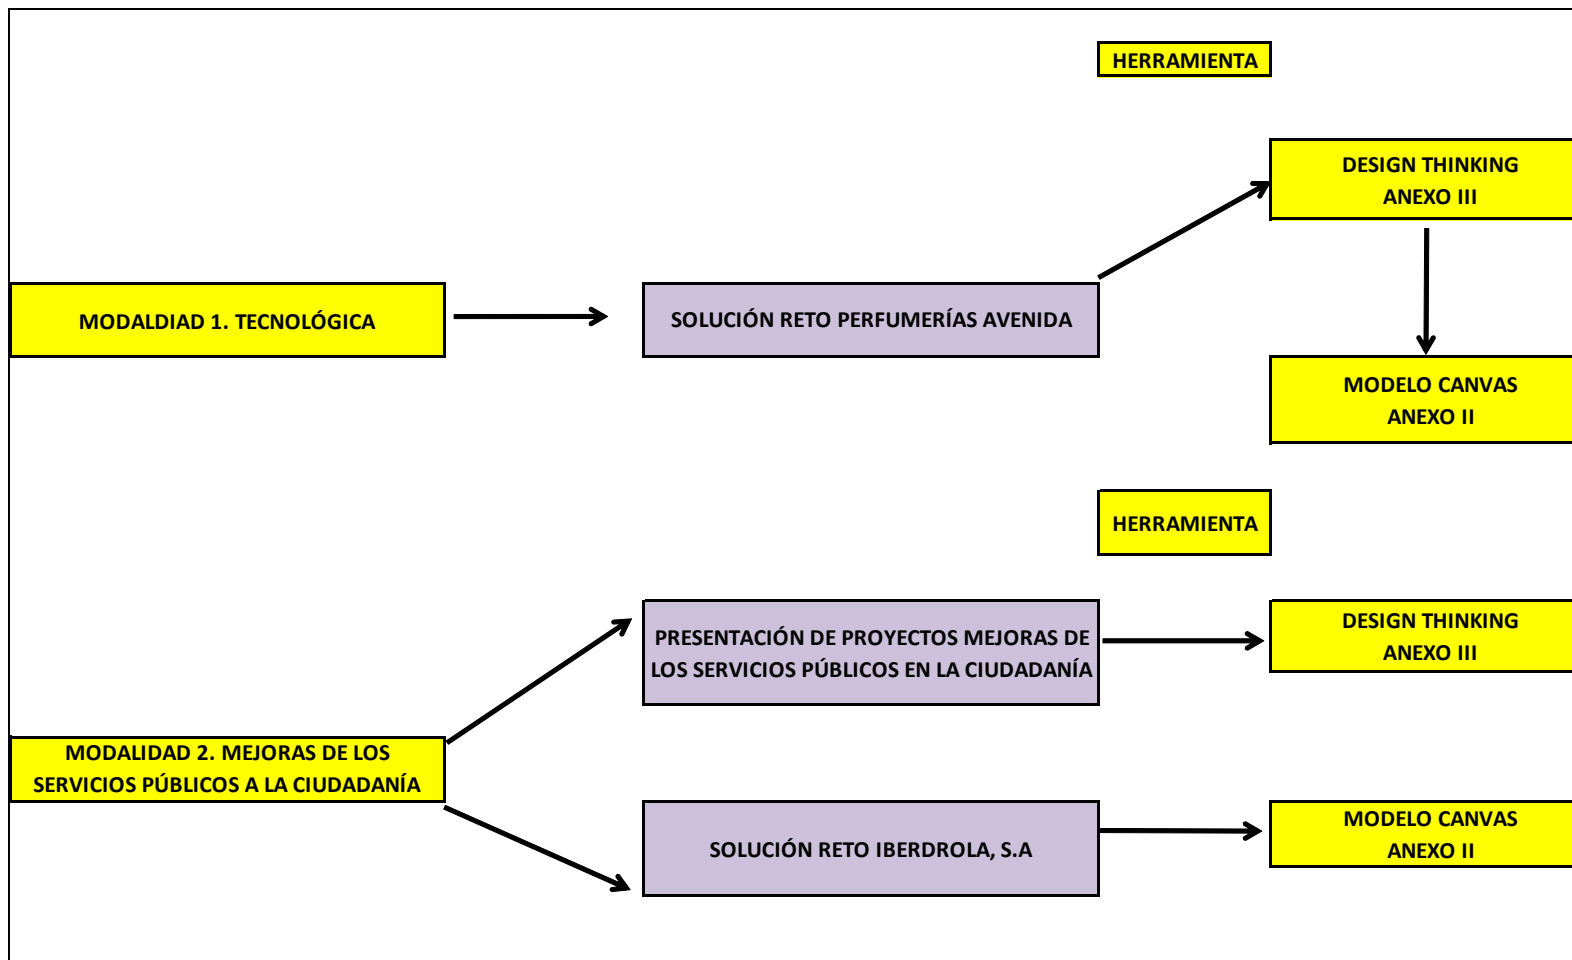 HERRAMIENTA
DESIGN THINKING
ANEXO III
MODALDIAD 1. TECNOLÓGICA
SOLUCIÓN RETO PERFUMERÍAS AVENIDA
MODELO CANVAS
ANEXO II
HERRAMIENTA
PRESENTACIÓN DE PROYECTOS MEJORAS DE
LOS SERVICIOS PÚBLICOS EN LA CIUDADANÍA
DESIGN THINKING
ANEXO III
MODALIDAD 2. MEJORAS DE LOS
SERVICIOS PÚBLICOS A LA CIUDADANÍA
SOLUCIÓN RETO IBERDROLA, S.A
MODELO CANVAS
ANEXO II